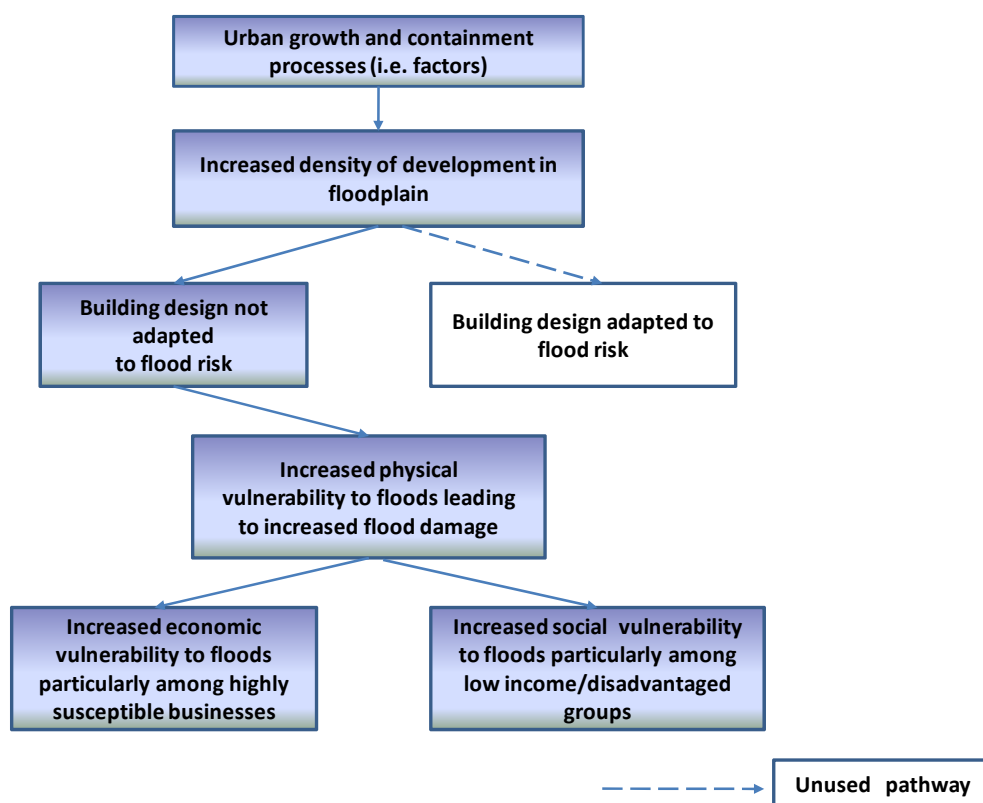 Urban growth and containment
processes (i.e. factors)
Increased density of development in
floodplain
Building design not
adapted
to flood risk
Building design adapted to
flood risk
Increased physical
vulnerability to floods leading
to increased flood damage
Increased economic
vulnerability to floods
particularly among highly
susceptible businesses
Increased social vulnerability
to floods particularly among
low income/disadvantaged
groups
Unused pathway